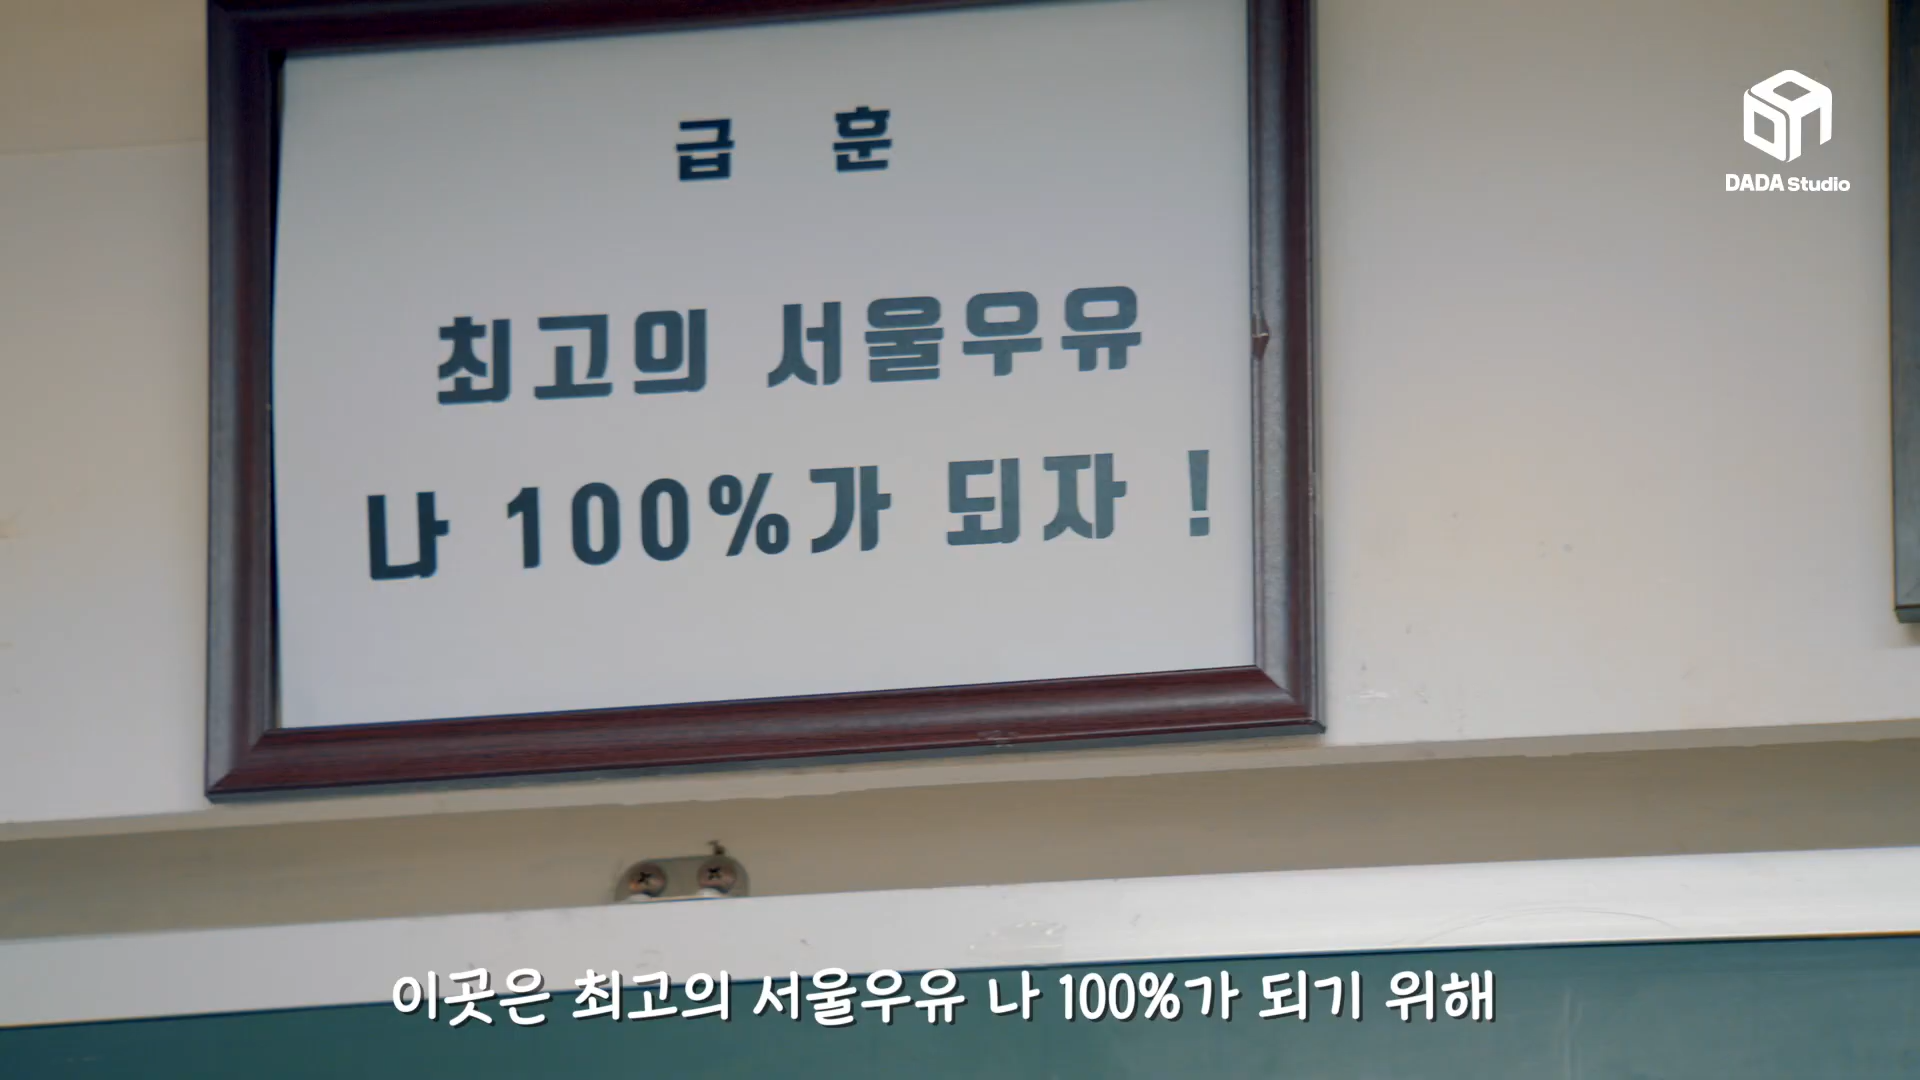 급 훈
최고의 서울우유
나 100%가 되자 !
DADA Studio
이곳은 최고의 서울우유 나 100%가 되기 위해